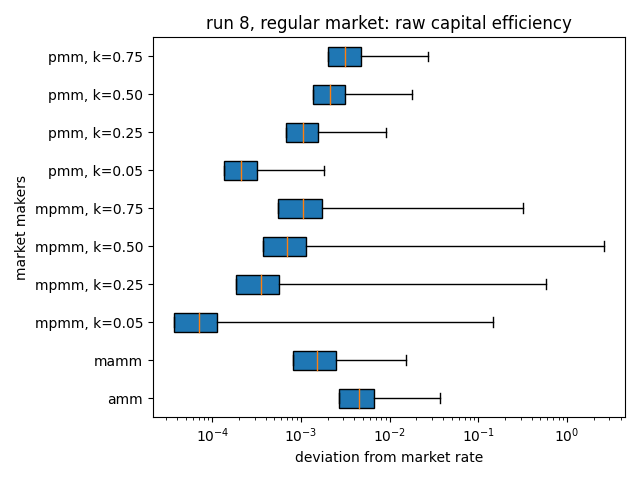 run 8, regular market: raw capital efficiency
market makers
pmm, k=0.75
pmm, k=0.50
pmm, k=0.25
pmm, k=0.05
mpmm, k=0.75
mpmm, k=0.50
mpmm, k=0.25
mpmm, k=0.05
mamm
amm
10⁻⁴ 10⁻³ 10⁻² 10⁻¹ 10⁰
deviation from market rate